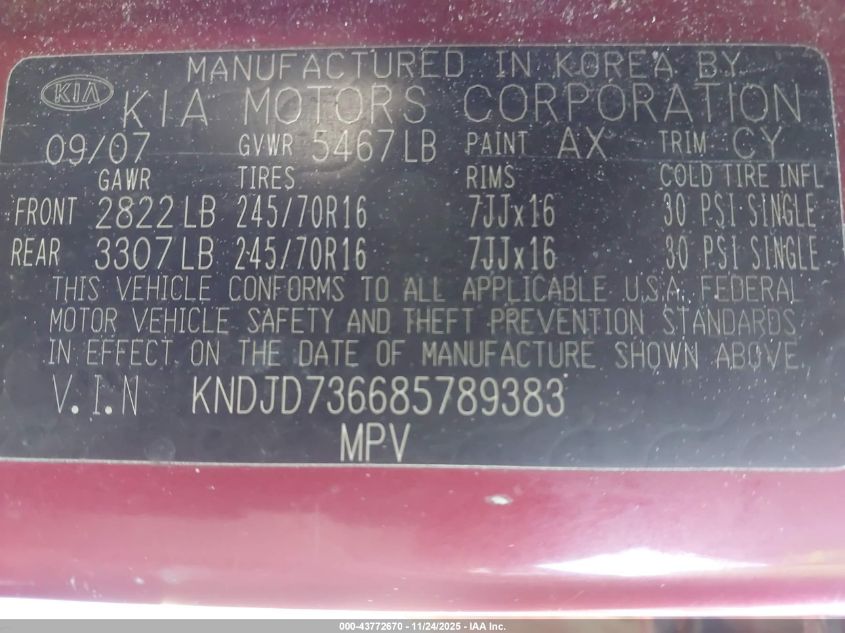 MANUFACTURED IN KOREA BY
KIA KIA MOTORS CORPORATION
09/07 GVWR 5467LB PAINT AX TRIM CY
GAWR TIRES RIMS COLD TIRE INFL
FRONT 2822LB 245/70R16 7JJx16 30 PSI SINGLE
REAR 3307LB 245/70R16 7JJx16 30 PSI SINGLE
THIS VEHICLE CONFORMS TO ALL APPLICABLE U.S.A. FEDERAL
MOTOR VEHICLE SAFETY AND THEFT PREVENTION STANDARDS
IN EFFECT ON THE DATE OF MANUFACTURE SHOWN ABOVE.
V.I.N KNDJD736685789383
MPV
000-43772670 - 11/24/2025 - IAA Inc.